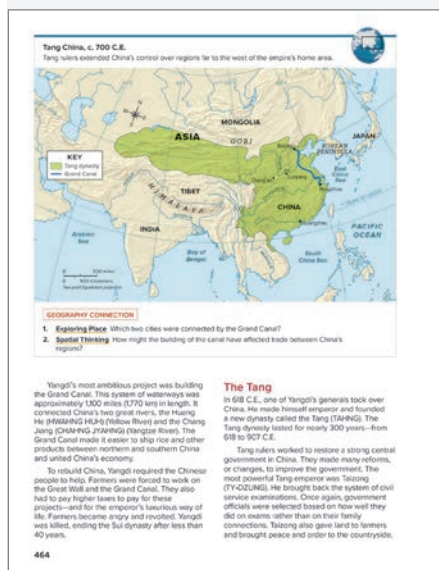 Tang China, c. 700 C.E.
Tang rulers extended China's control over regions far to the west of the empire's home area.
MONGOLIA
ASIA
GOBI
JAPAN
KOREAN
PENINSULA
Beijing
KEY
Tang dynasty
Grand Canal
East
China
Sea
Chang'an
Luoyang
Hangzhou
TIBET
HIMALAYA
CHINA
Guangzhou
INDIA
PACIFIC
OCEAN
Arabian
Sea
Bay of
Bengal
South
China Sea
GEOGRAPHY CONNECTION
1. Exploring Place Which two cities were connected by the Grand Canal?
2. Spatial Thinking How might the building of the canal have affected trade between China's
regions?
Yangdi's most ambitious project was building
the Grand Canal. This system of waterways was
approximately 1,100 miles (1,770 km) in length. It
connected China's two great rivers, the Huang
He (HWAHNG HUH) (Yellow River) and the Chang
Jiang (CHAHNG JYAHNG) (Yangtze River). The
Grand Canal made it easier to ship rice and other
products between northern and southern China
and united China's economy.
To rebuild China, Yangdi required the Chinese
people to help. Farmers were forced to work on
the Great Wall and the Grand Canal. They also
had to pay higher taxes to pay for these
projects—and for the emperor's luxurious way of
life. Farmers became angry and revolted. Yangdi
was killed, ending the Sui dynasty after less than
40 years.
The Tang
In 618 C.E., one of Yangdi's generals took over
China. He made himself emperor and founded
a new dynasty called the Tang (TAHNG). The
Tang dynasty lasted for nearly 300 years—from
618 to 907 C.E.
Tang rulers worked to restore a strong central
government in China. They made many reforms,
or changes, to improve the government. The
most powerful Tang emperor was Taizong
(TY•DZUNG). He brought back the system of civil
service examinations. Once again, government
officials were selected based on how well they
did on exams rather than on their family
connections. Taizong also gave land to farmers
and brought peace and order to the countryside.
464